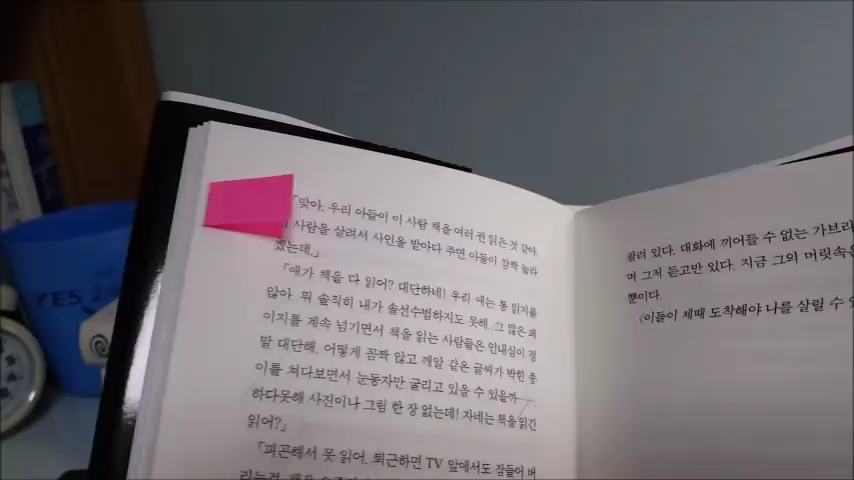 「맞아. 우리 아들이 이 사람 책을 여러 권 읽은 것 같아.
사람을 살려서 사인을 받아다 주면 아들이 깜짝 놀라
겠는데.」
「애가 책을 다 읽어? 대단하네! 우리 애는 통 읽지를
않아. 뭐 솔직히 내가 솔선수범하지도 못해. 그 많은 페
이지를 계속 넘기면서 책을 읽는 사람들은 인내심이 정
말 대단해. 어떻게 꼼짝 않고 깨알 같은 글씨가 박힌 종
이를 쳐다보면서 눈동자만 굴리고 있을 수 있을까……
하다못해 사진이나 그림 한 장 없는데! 자네는 책을 읽긴
읽어?」
「피곤해서 못 읽어. 퇴근하면 TV 앞에서도 잠들어 버
리는걸.
팔려 있다. 대화에 끼어들 수 없는 가브리
며 그저 듣고만 있다. 지금 그의 머릿속은
뿐이다.
〈이들이 제때 도착해야 나를 살릴 수
YES